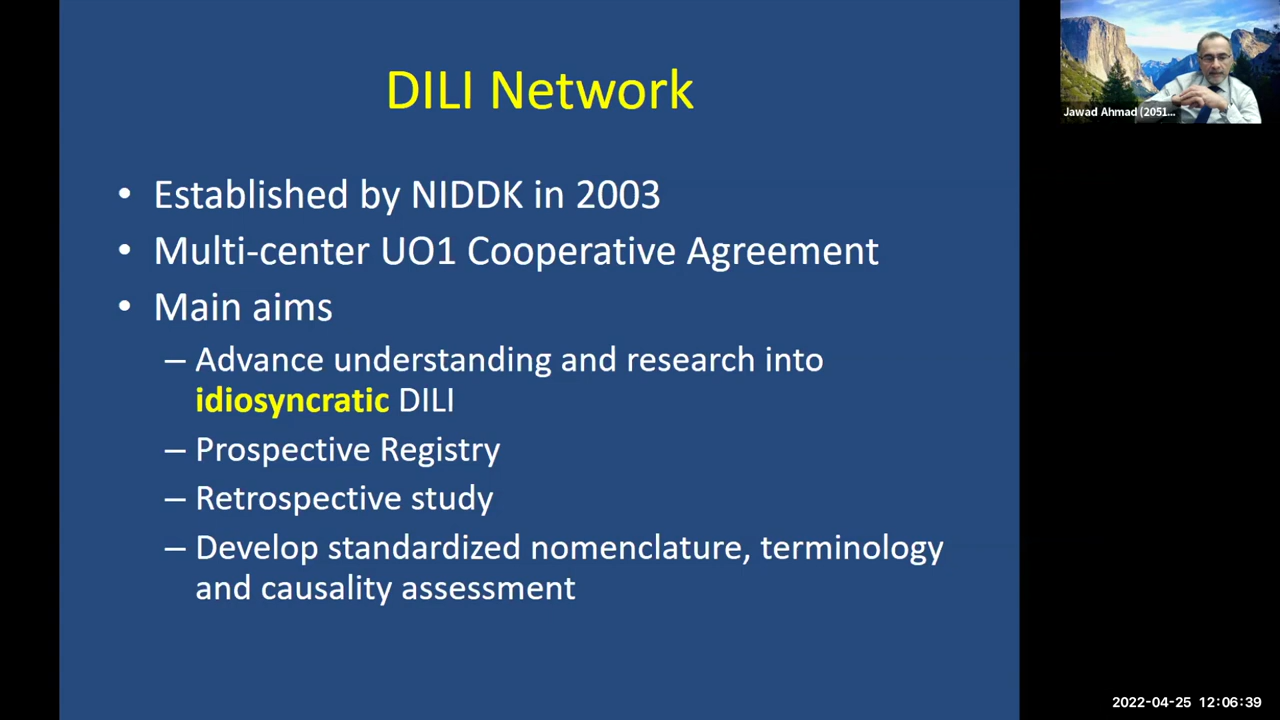 DILI Network
• Established by NIDDK in 2003
• Multi-center UO1 Cooperative Agreement
• Main aims
– Advance understanding and research into
idiosyncratic DILI
– Prospective Registry
– Retrospective study
– Develop standardized nomenclature, terminology
and causality assessment
Jawad Ahmad (2051...
2022-04-25 12:06:39